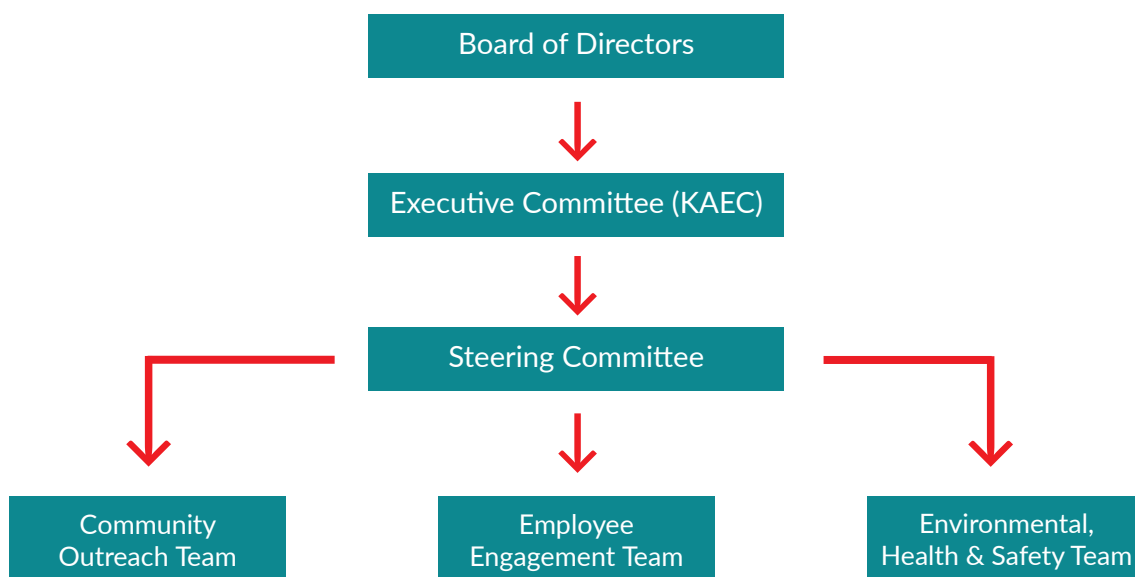 Board of Directors
Executive Committee (KAEC)
Steering Committee
Community
Outreach Team
Employee
Engagement Team
Environmental,
Health & Safety Team